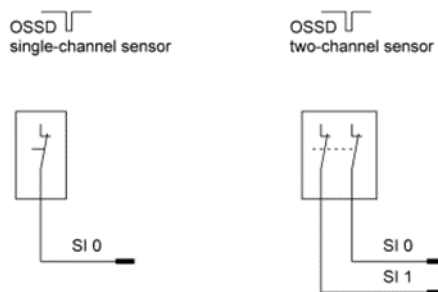 OSSD
single-channel sensor
OSSD
two-channel sensor
SI 0
SI 0
SI 1